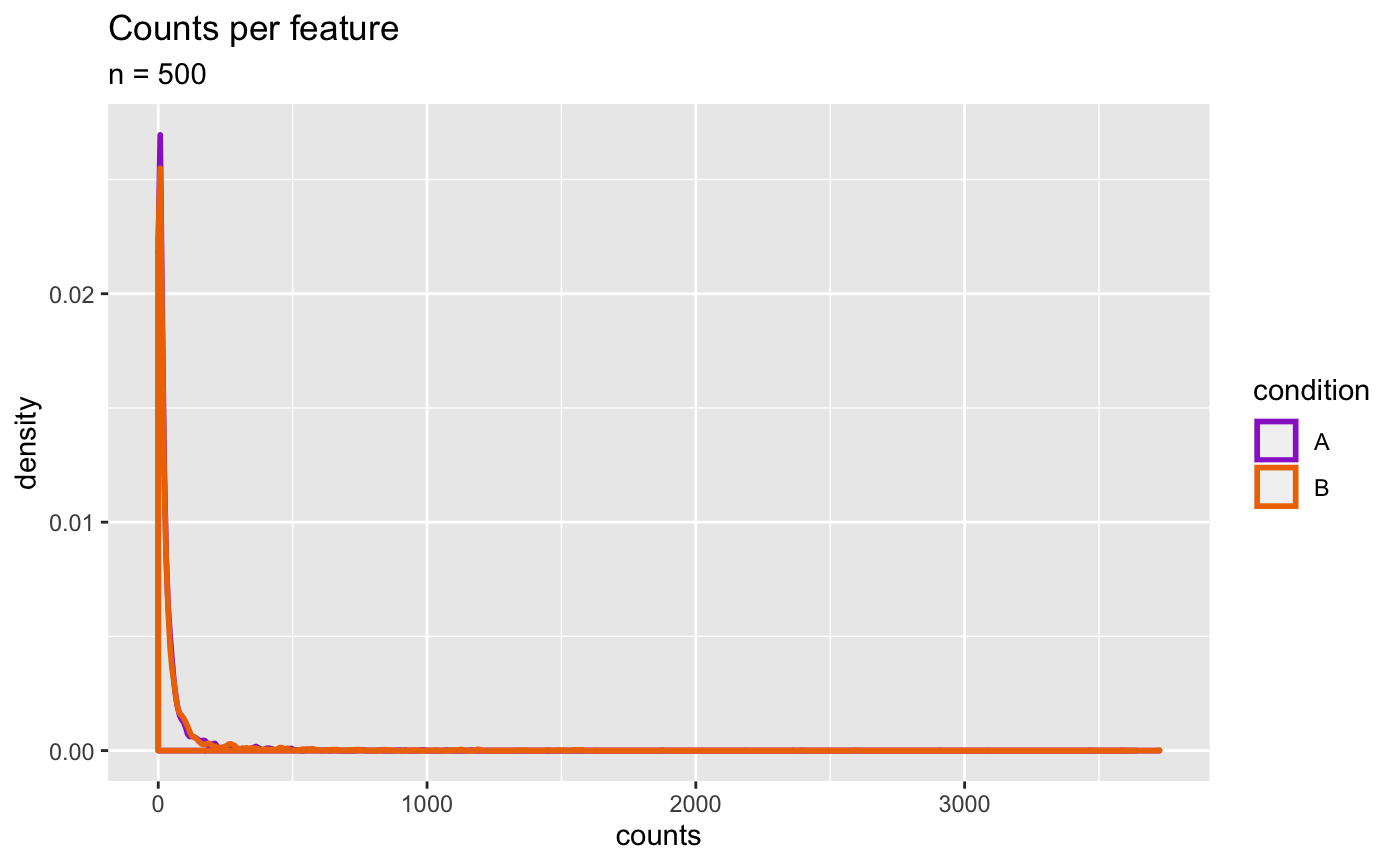 Counts per feature
n = 500
density
0.02
0.01
0.00
0
1000
2000
3000
counts
condition
A
B